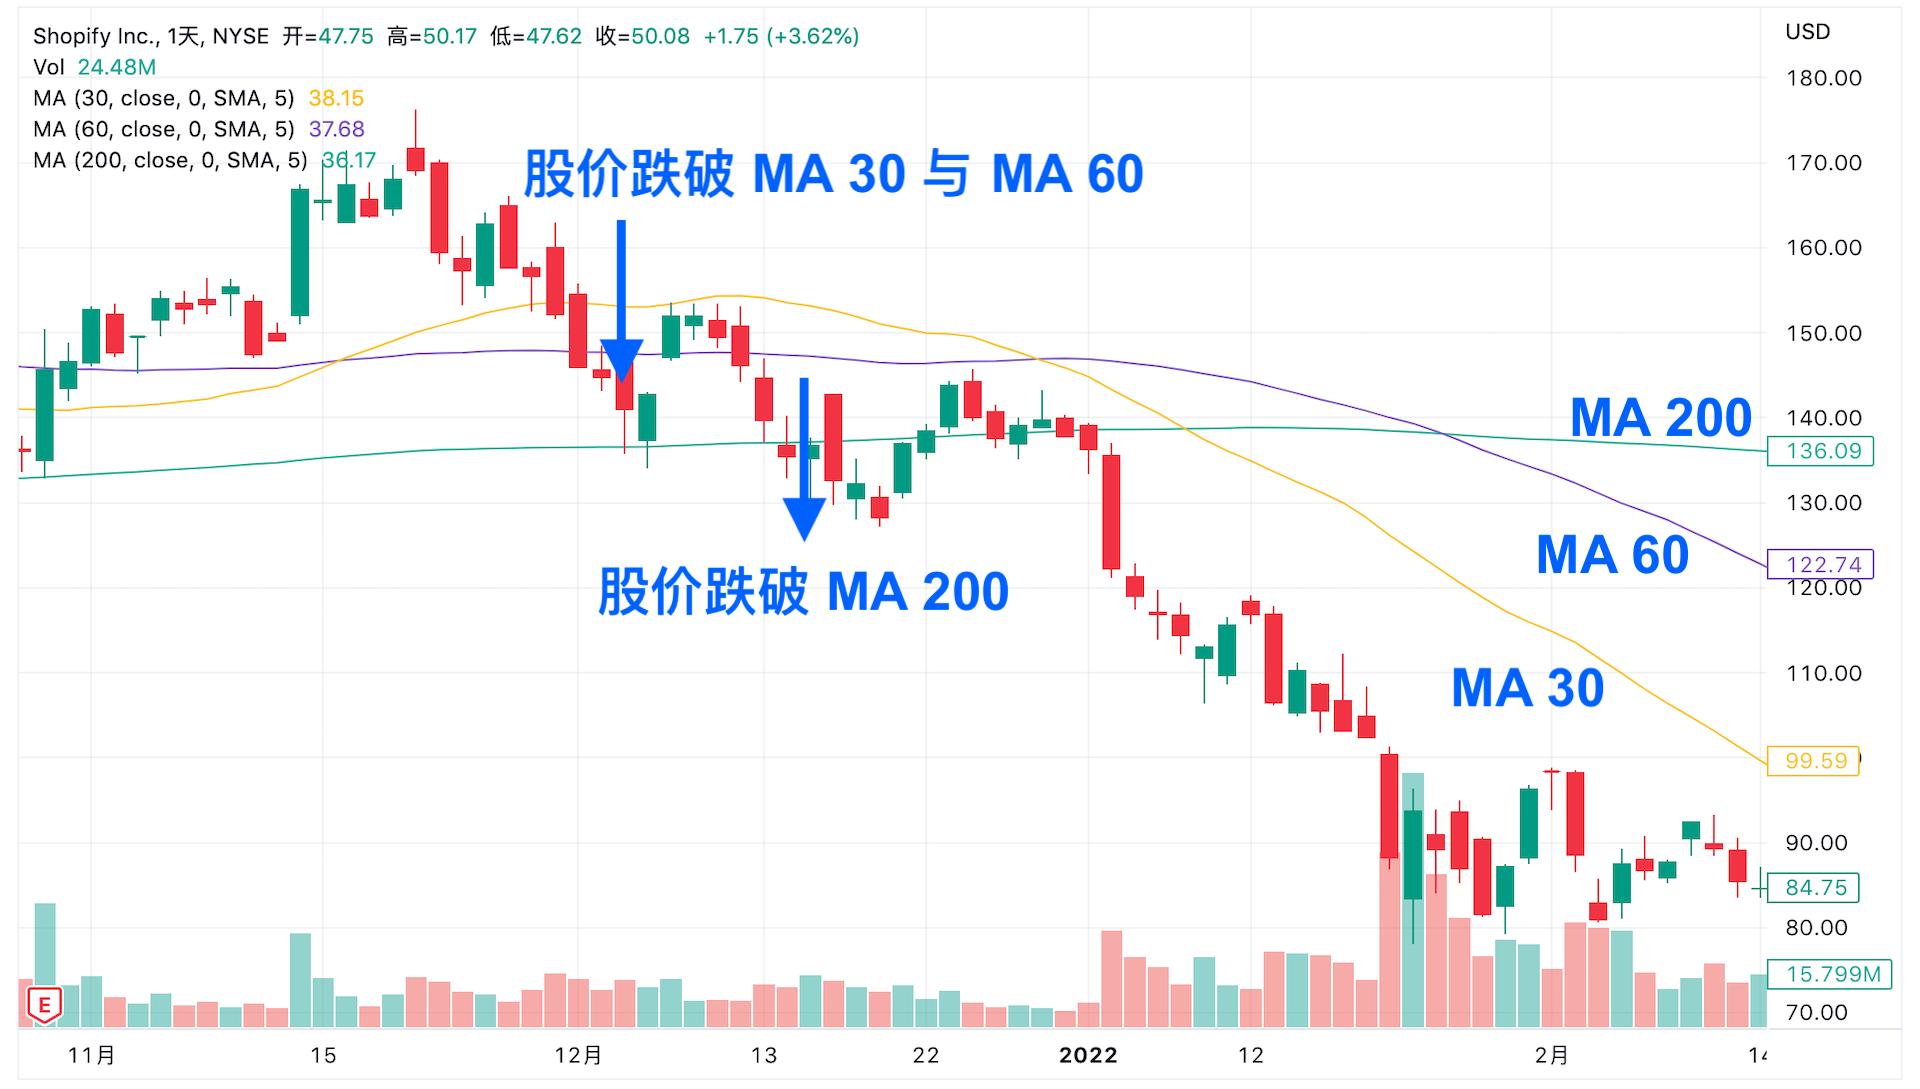 Shopify Inc., 1天, NYSE 开=47.75 高=50.17 低=47.62 收=50.08 +1.75 (+3.62%)
Vol 24.48M
MA (30, close, 0, SMA, 5) 38.15
MA (60, close, 0, SMA, 5) 37.68
MA (200, close, 0, SMA, 5) 36.17
USD
180.00
170.00
160.00
150.00
140.00
136.09
130.00
122.74
120.00
110.00
99.59
90.00
84.75
80.00
15.799M
70.00
股价跌破 MA 30 与 MA 60
股价跌破 MA 200
MA 200
MA 60
MA 30
E
11月 15 12月 13 22 2022 12 2月 14